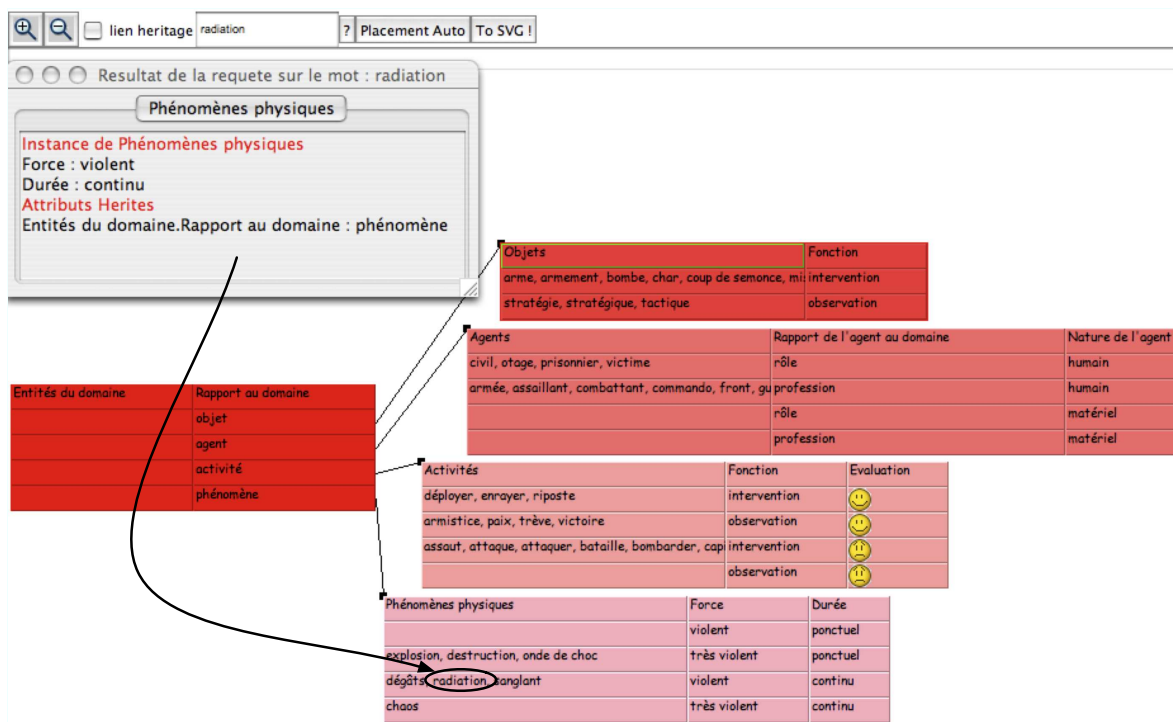 lien heritage radiation ? Placement Auto To SVG !
Resultat de la requete sur le mot : radiation
Phénomènes physiques
Instance de Phénomènes physiques
Force : violent
Durée : continu
Attributs Herites
Entités du domaine.Rapport au domaine : phénomène
Objets Fonction
arme, armement, bombe, char, coup de semonce, mi intervention
stratégie, stratégique, tactique observation
Agents Rapport de l'agent au domaine Nature de l'agent
civil, otage, prisonnier, victime rôle humain
armée, assaillant, combattant, commando, front, gu profession humain
rôle matériel
profession matériel
Entités du domaine Rapport au domaine
objet
agent
activité
phénomène
Activités Fonction Evaluation
déployer, enrayer, riposte intervention
armistice, paix, trève, victoire observation
assaut, attaque, attaquer, bataille, bombarder, cap intervention
observation
Phénomènes physiques Force Durée
violent ponctuel
explosion, destruction, onde de choc très violent ponctuel
dégâts, radiation, sanglant violent continu
chaos très violent continu